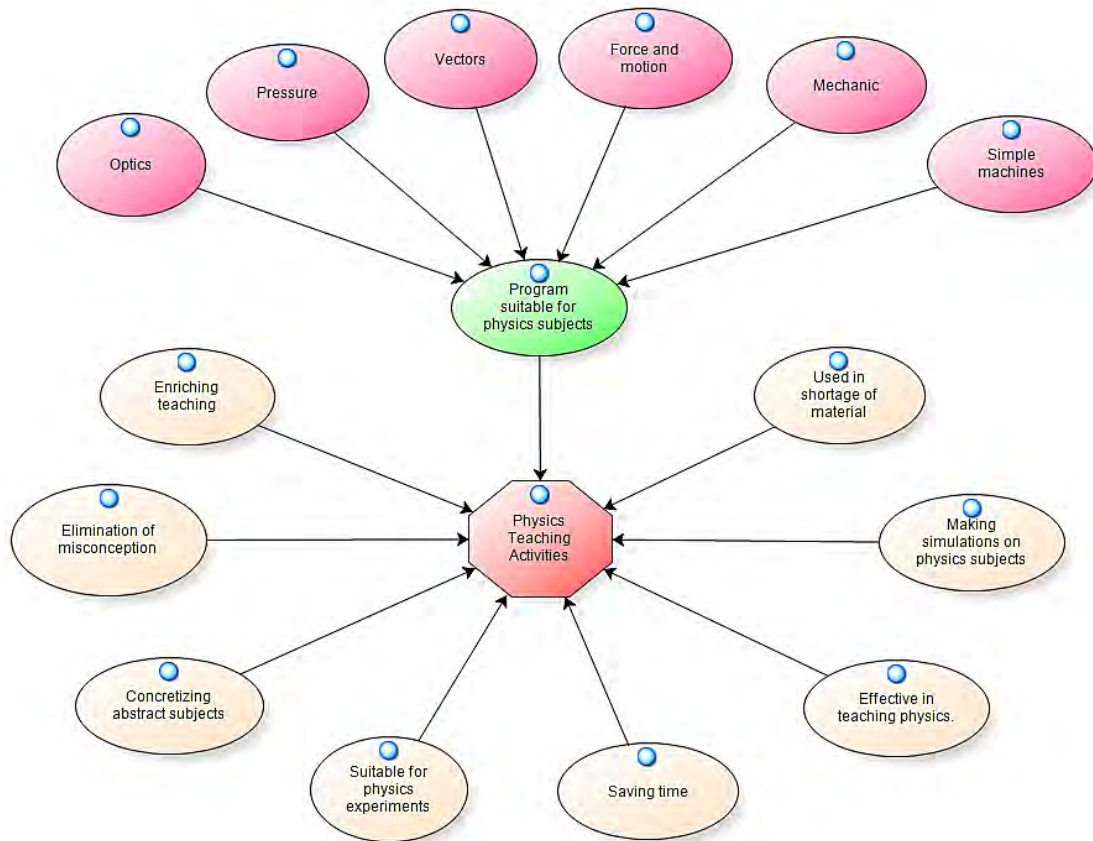 Optics
Pressure
Vectors
Force and
motion
Mechanic
Simple
machines
Program
suitable for
physics subjects
Enriching
teaching
Used in
shortage of
material
Elimination of
misconception
Physics
Teaching
Activities
Making
simulations on
physics subjects
Concretizing
abstract subjects
Effective in
teaching physics.
Suitable for
physics
experiments
Saving time